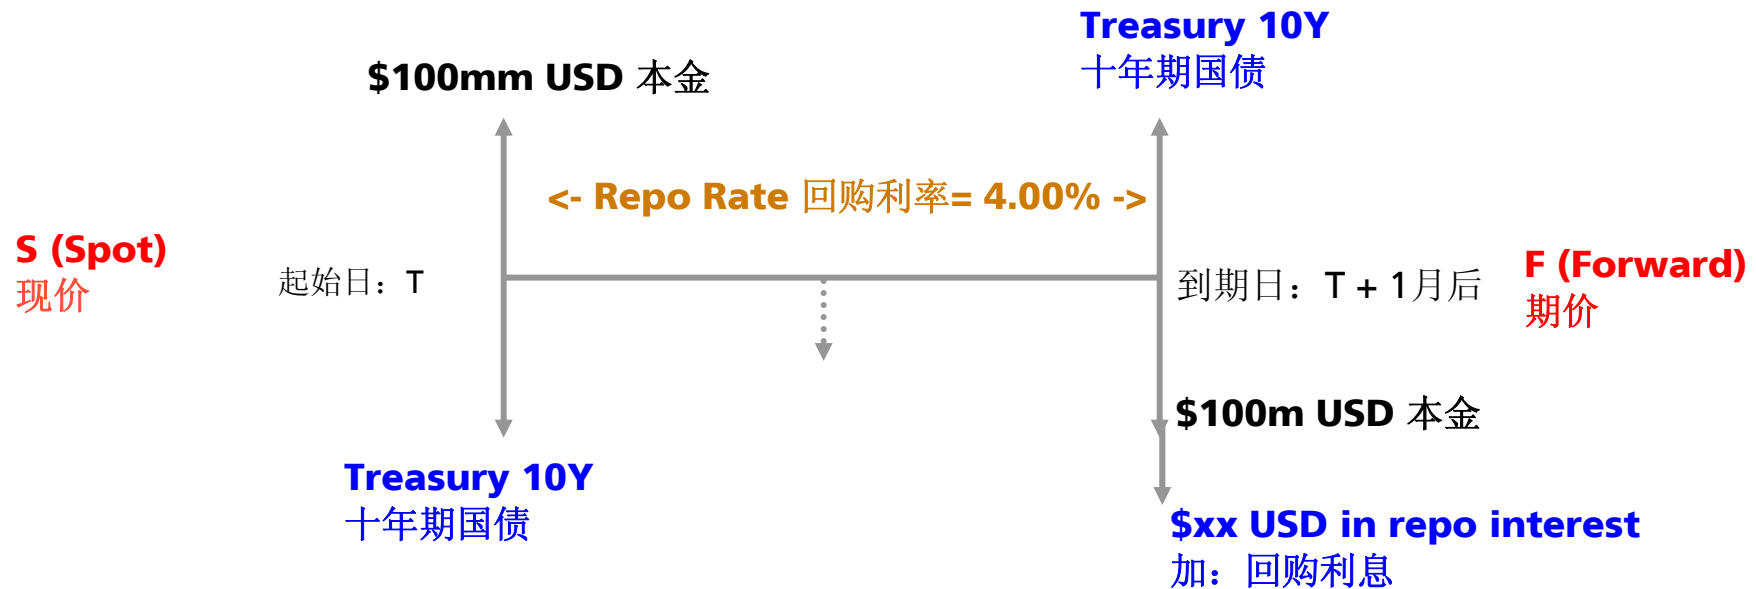 Treasury 10Y
十年期国债
$100mm USD 本金
<- Repo Rate 回购利率= 4.00% ->
S (Spot)
现价
起始日：T
到期日：T + 1月后
F (Forward)
期价
$100m USD 本金
Treasury 10Y
十年期国债
$xx USD in repo interest
加：回购利息